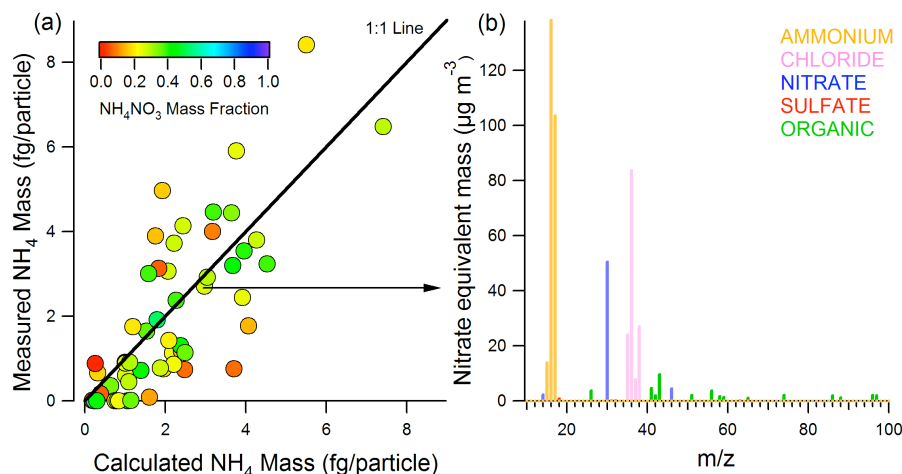 (a)
1:1 Line
0.0 0.2 0.4 0.6 0.8 1.0
NH4NO3 Mass Fraction
Measured NH4 Mass (fg/particle)
8
6
4
2
0
0 2 4 6 8
Calculated NH4 Mass (fg/particle)
(b)
AMMONIUM
CHLORIDE
NITRATE
SULFATE
ORGANIC
Nitrate equivalent mass (µg m-3)
120
100
80
60
40
20
0
20 40 60 80 100
m/z